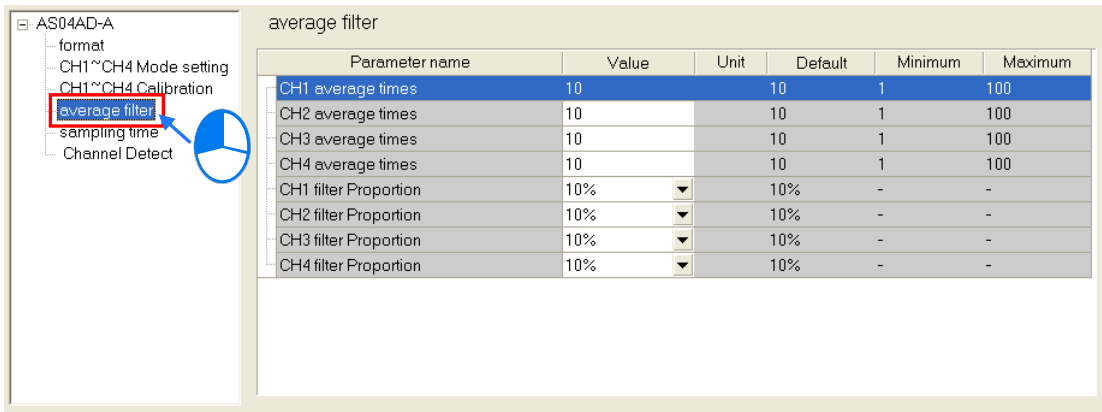 AS04AD-A
format
CH1~CH4 Mode setting
CH1~CH4 Calibration
average filter
sampling time
Channel Detect
average filter
Parameter name Value Unit Default Minimum Maximum
CH1 average times 10 10 1 100
CH2 average times 10 10 1 100
CH3 average times 10 10 1 100
CH4 average times 10 10 1 100
CH1 filter Proportion 10% 10% - -
CH2 filter Proportion 10% 10% - -
CH3 filter Proportion 10% 10% - -
CH4 filter Proportion 10% 10% - -